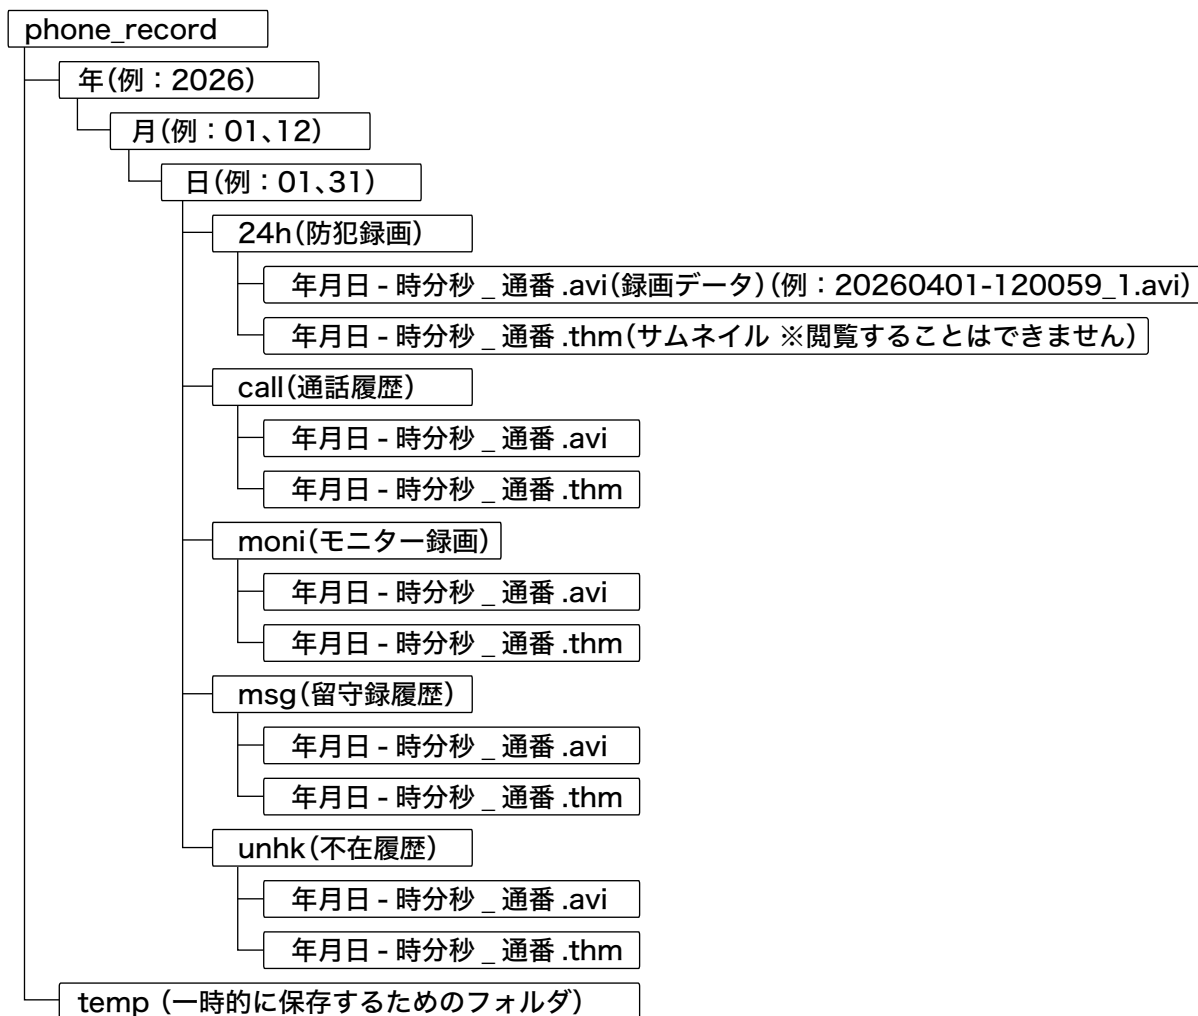 phone_record
年(例：2026)
月(例：01、12)
日(例：01、31)
24h(防犯録画)
年月日 - 時分秒 _ 通番 .avi(録画データ)(例：20260401-120059_1.avi)
年月日 - 時分秒 _ 通番 .thm(サムネイル ※閲覧することはできません)
call(通話履歴)
年月日 - 時分秒 _ 通番 .avi
年月日 - 時分秒 _ 通番 .thm
moni(モニター録画)
年月日 - 時分秒 _ 通番 .avi
年月日 - 時分秒 _ 通番 .thm
msg(留守録履歴)
年月日 - 時分秒 _ 通番 .avi
年月日 - 時分秒 _ 通番 .thm
unhk(不在履歴)
年月日 - 時分秒 _ 通番 .avi
年月日 - 時分秒 _ 通番 .thm
temp (一時的に保存するためのフォルダ)